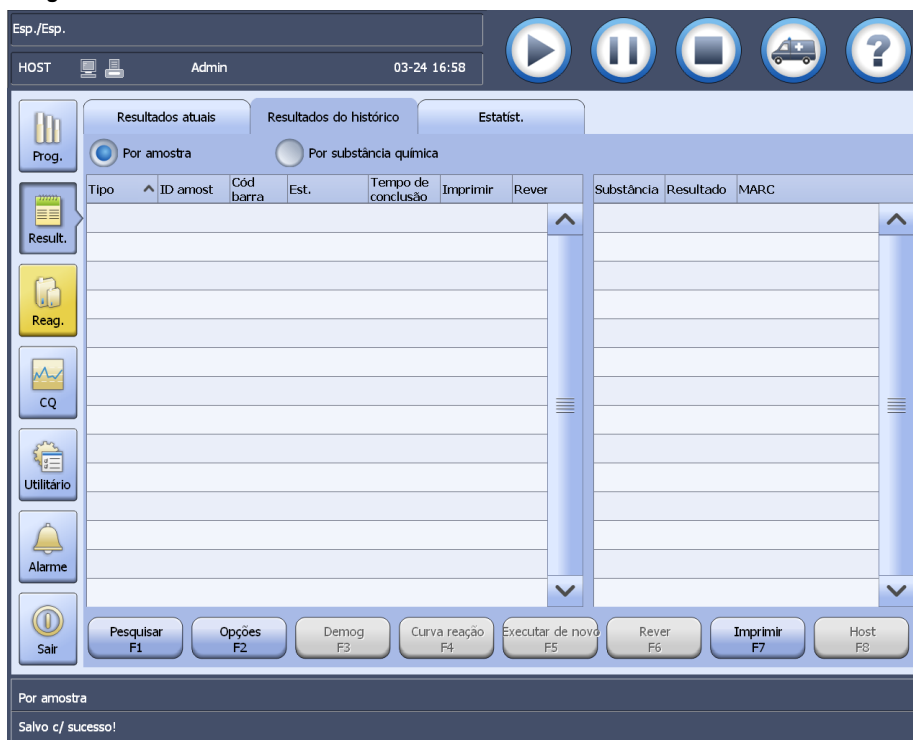 Esp./Esp.
HOST Admin 03-24 16:58
?
Resultados atuais Resultados do histórico Estatíst.
Por amostra Por substância química
Tipo ID amost Cód barra Est. Tempo de conclusão Imprimir Rever Substância Resultado MARC
Prog.
Result.
Reag.
CQ
Utilitário
Alarme
Sair
Pesquisar F1 Opções F2 Demog F3 Curva reação F4 Executar de novo F5 Rever F6 Imprimir F7 Host F8
Por amostra
Salvo c/ sucesso!